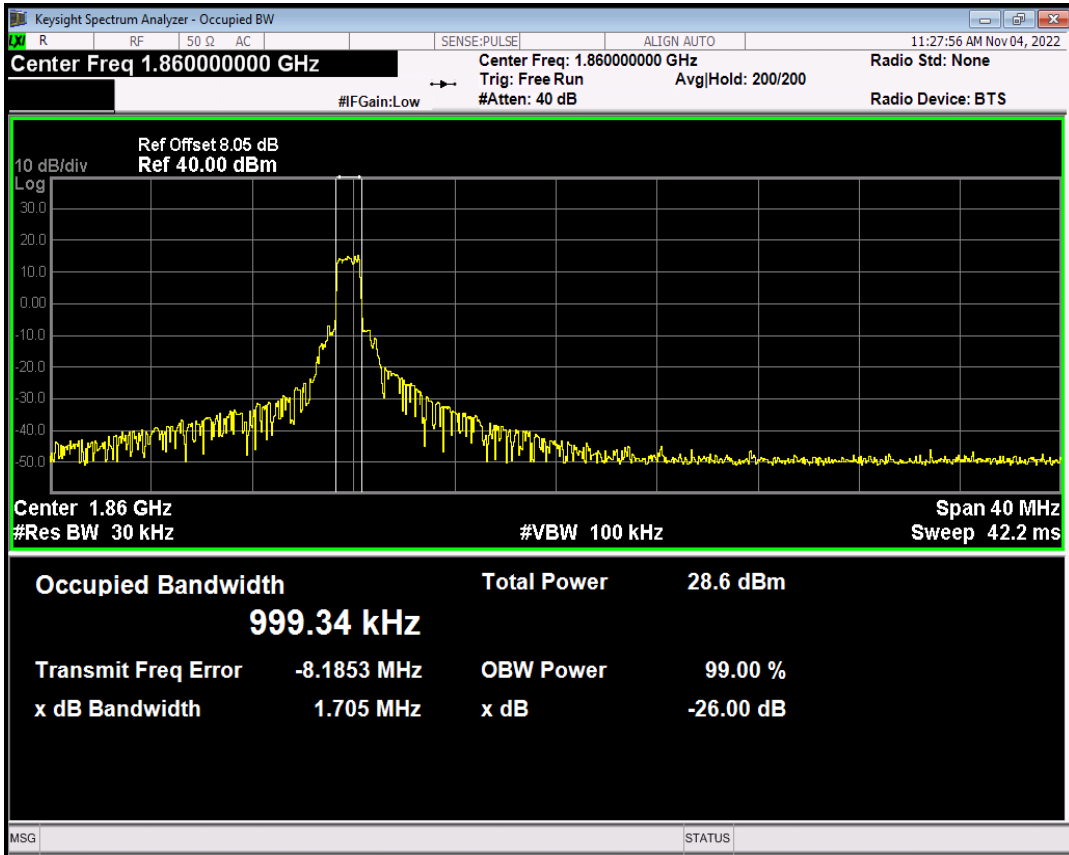 Keysight Spectrum Analyzer - Occupied BW
LXI R RF 50 Ω AC SENSE:PULSE ALIGN AUTO 11:27:56 AM Nov 04, 2022
Center Freq 1.860000000 GHz
Center Freq: 1.860000000 GHz Radio Std: None
Trig: Free Run Avg|Hold: 200/200
#IFGain:Low #Atten: 40 dB Radio Device: BTS
Ref Offset 8.05 dB
10 dB/div Ref 40.00 dBm
Log
30.0
20.0
10.0
0.00
-10.0
-20.0
-30.0
-40.0
-50.0
Center 1.86 GHz Span 40 MHz
#Res BW 30 kHz #VBW 100 kHz Sweep 42.2 ms
Occupied Bandwidth Total Power 28.6 dBm
999.34 kHz
Transmit Freq Error -8.1853 MHz OBW Power 99.00 %
x dB Bandwidth 1.705 MHz x dB -26.00 dB
MSG STATUS